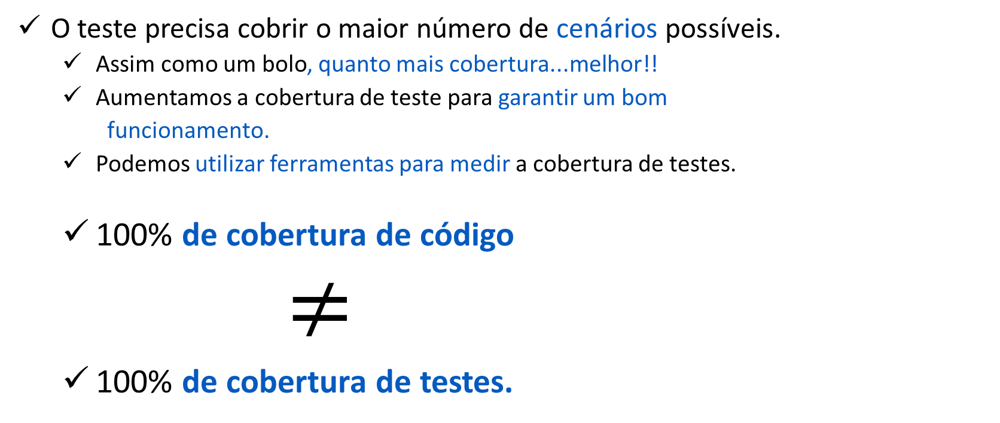 ✓ O teste precisa cobrir o maior número de cenários possíveis.
✓ Assim como um bolo, quanto mais cobertura...melhor!!
✓ Aumentamos a cobertura de teste para garantir um bom
funcionamento.
✓ Podemos utilizar ferramentas para medir a cobertura de testes.
✓ 100% de cobertura de código
≠
✓ 100% de cobertura de testes.